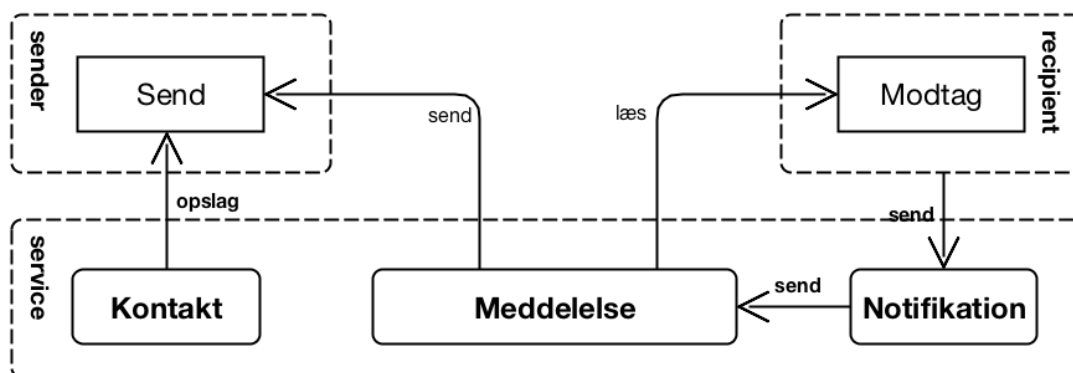 sender
Send
send
læs
Modtag
recipient
opslag
send
service
Kontakt
Meddelelse
send
Notifikation